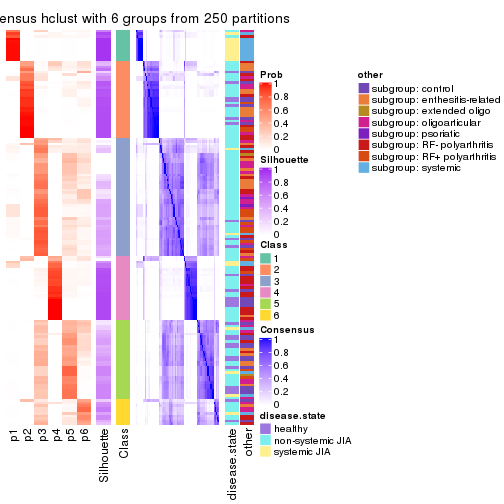 ensus hclust with 6 groups from 250 partitions
Prob
1
0.8
0.6
0.4
0.2
0
Silhouette
1
0.8
0.6
0.4
0.2
0
Class
1
2
3
4
5
6
Consensus
1
0.8
0.6
0.4
0.2
0
disease.state
healthy
non-systemic JIA
systemic JIA
other
subgroup: control
subgroup: enthesitis-related
subgroup: extended oligo
subgroup: oligoarticular
subgroup: psoriatic
subgroup: RF- polyarthritis
subgroup: RF+ polyarthritis
subgroup: systemic
p1
p2
p3
p4
p5
p6
Silhouette
Class
disease.state
other